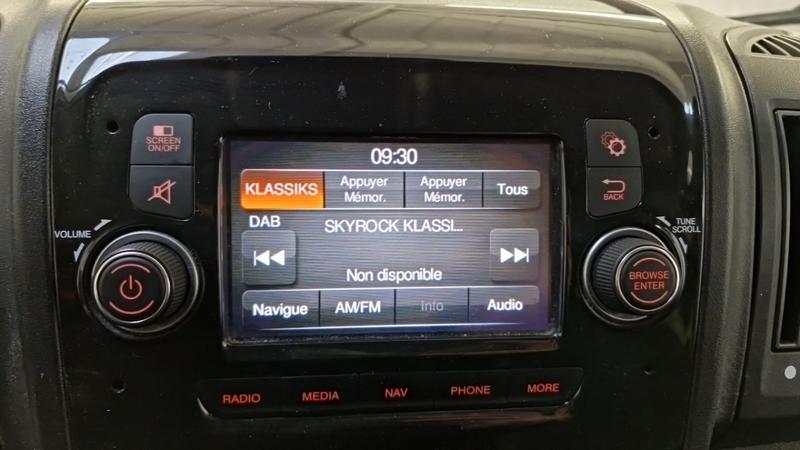 SCREEN
ON/OFF
VOLUME
09:30
KLASSIKS
Appuyer
Mémor.
Appuyer
Mémor.
Tous
DAB
SKYROCK KLASSI...
Non disponible
Navigue
AM/FM
Info
Audio
BACK
TUNE
SCROLL
BROWSE
ENTER
RADIO
MEDIA
NAV
PHONE
MORE